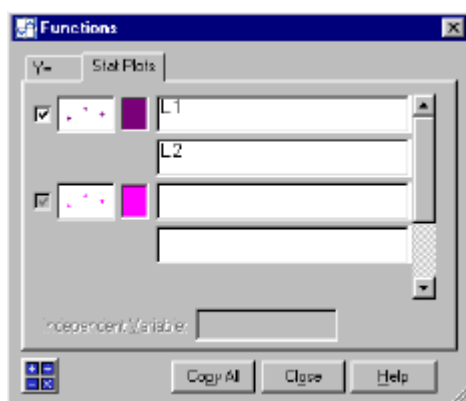 Functions
Y=
Stat Plots
L1
L2
Independent Variable:
Copy All
Close
Help